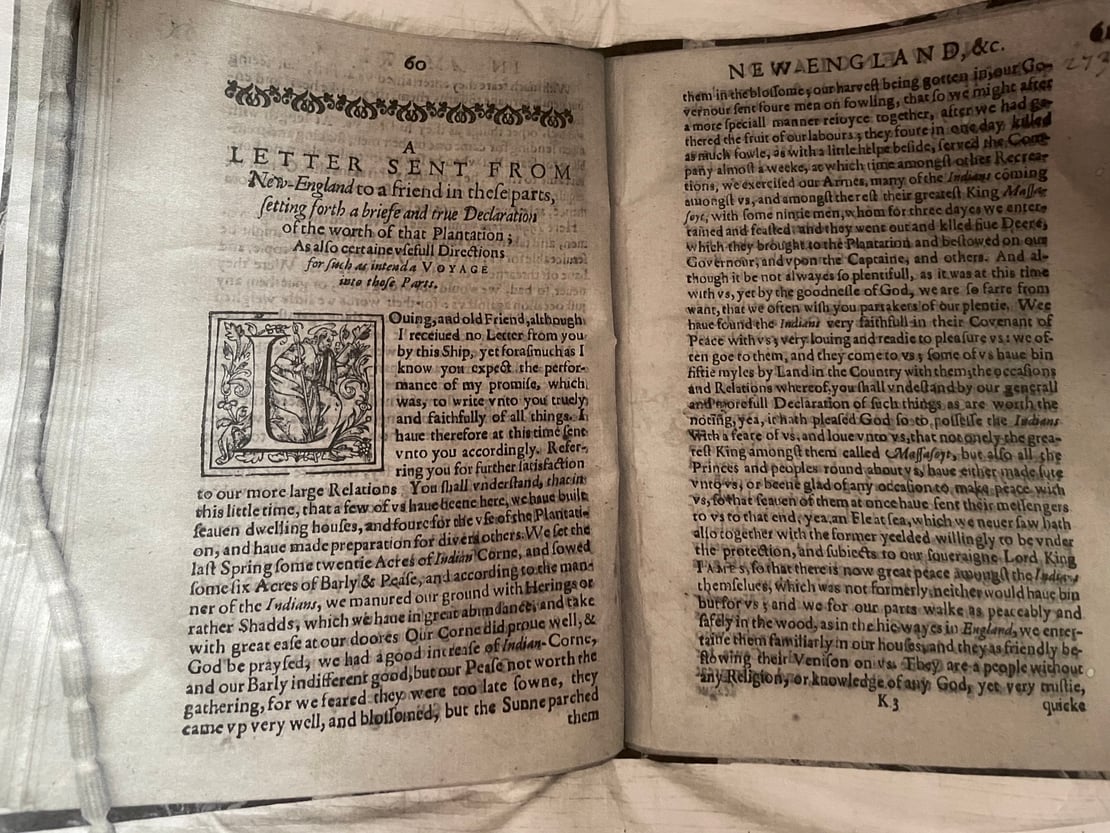 60
A
LETTER SENT FROM
New-England to a friend in theſe parts,
ſetting forth a briefe and true Declaration
of the worth of that Plantation;
As alſo certaine vſefull Directions
for ſuch as intend a VOYAGE
into thoſe Parts.
LOuing, and old Friend, although
I receiued no Letter from you
by this Ship, yet foraſmuch as I
know you expect the perfor-
mance of my promiſe, which
was, to write vnto you truely
and faithfully of all things. I
haue therefore at this time ſent
vnto you accordingly. Refer-
ring you for further ſatisfaction
to our more large Relations. You ſhall vnderſtand, that in
this little time, that a few of vs haue beene here, we haue built
ſeauen dwelling houſes, and foure for the vſe of the Plantati-
on, and haue made preparation for divers others. We ſet the
laſt Spring ſome twentie Acres of Indian Corne, and ſowed
ſome ſix Acres of Barly & Peaſe, and according to the man-
ner of the Indians, we manured our ground with Herings or
rather Shadds, which we haue in great abundance, and take
with great eaſe at our doores Our Corne did proue well, &
God be prayſed, we had a good increaſe of Indian-Corne,
and our Barly indifferent good, but our Peaſe not worth the
gathering, for we feared they were too late ſowne, they
came vp very well, and bloſſomed, but the Sunne parched
them
NEW ENGLAND, &c.
61
them in the bloſſome; our harveſt being gotten in, our Go-
vernour ſent foure men on fowling, that ſo we might after
a more ſpeciall manner reioyce together, after we had ga-
thered the fruit of our labours; they foure in one day killed
as much fowle, as with a little helpe beſide, ſerved the Com-
pany almoſt a weeke, at which time amongſt other Recrea-
tions, we exerciſed our Armes, many of the Indians coming
amongſt vs, and amongſt the reſt their greateſt King Maſſa-
ſoyt, with ſome nintie men, whom for three dayes we enter-
tained and feaſted, and they went out and killed fiue Deere,
which they brought to the Plantation and beſtowed on our
Governour, and vpon the Captaine, and others. And al-
though it be not alwayes ſo plentifull, as it was at this time
with vs, yet by the goodneſſe of God, we are ſo farre from
want, that we often wiſh you partakers of our plentie. Wee
haue found the Indians very faithfull in their Covenant of
Peace with vs; very louing and readie to pleaſure vs: we of-
ten goe to them, and they come to vs; ſome of vs haue bin
fiftie myles by Land in the Country with them; the occaſions
and Relations whereof, you ſhall vndeſtand by our generall
and more full Declaration of ſuch things as are worth the
noting, yea, it hath pleaſed God ſo to poſſeſſe the Indians
with a feare of vs, and loue vnto vs, that not onely the grea-
teſt King amongſt them called Maſſaſoyt, but alſo all the
Princes and peoples round about vs, haue either made ſute
vnto vs, or beene glad of any occaſion to make peace with
vs, ſo that ſeauen of them at once haue ſent their meſſengers
to vs to that end, yea, an Fle at ſea, which we never ſaw hath
alſo together with the former yeelded willingly to be vnder
the protection, and ſubiects to our ſoueraigne Lord King
IAMES, ſo that there is now great peace amongſt the Indians
themſelues, which was not formerly, neither would haue bin
but for vs; and we for our parts walke as peaceably and
ſafely in the wood, as in the hie-wayes in England, we enter-
taine them familiarly in our houſes, and they as friendly be-
ſtowing their Veniſon on vs. They are a people without
any Religion, or knowledge of any God, yet very truſtie,
K3
quicke